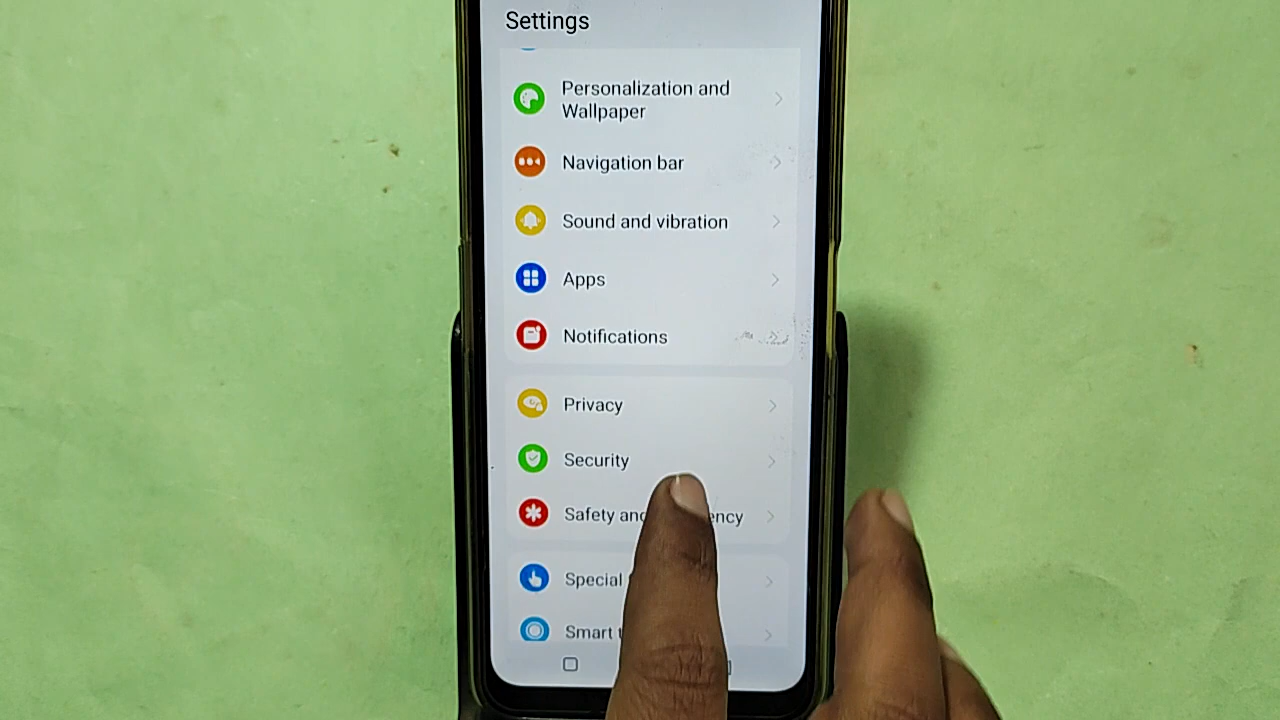 Settings
Personalization and
Wallpaper
Navigation bar
Sound and vibration
Apps
Notifications
Privacy
Security
Safety and ency
Special
Smart t